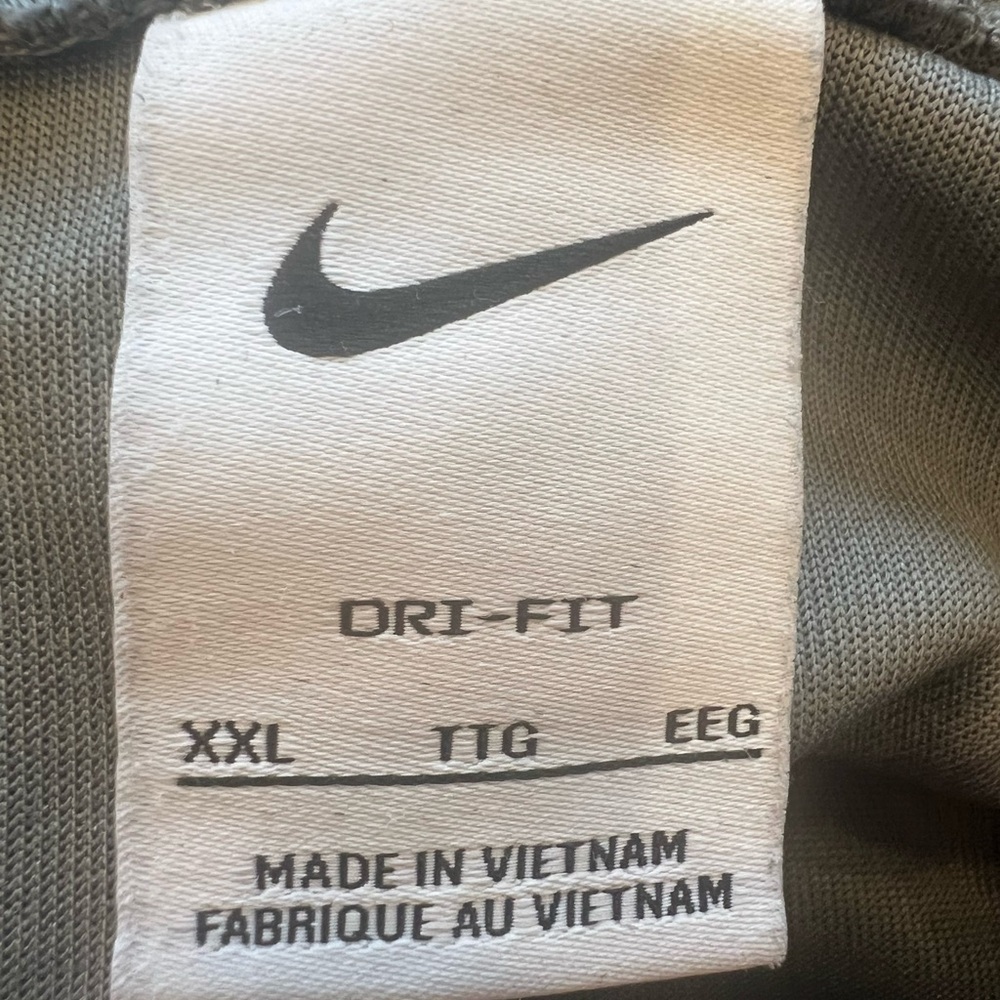 DRI-FIT
XXL TTG EEG
MADE IN VIETNAM
FABRIQUE AU VIETNAM